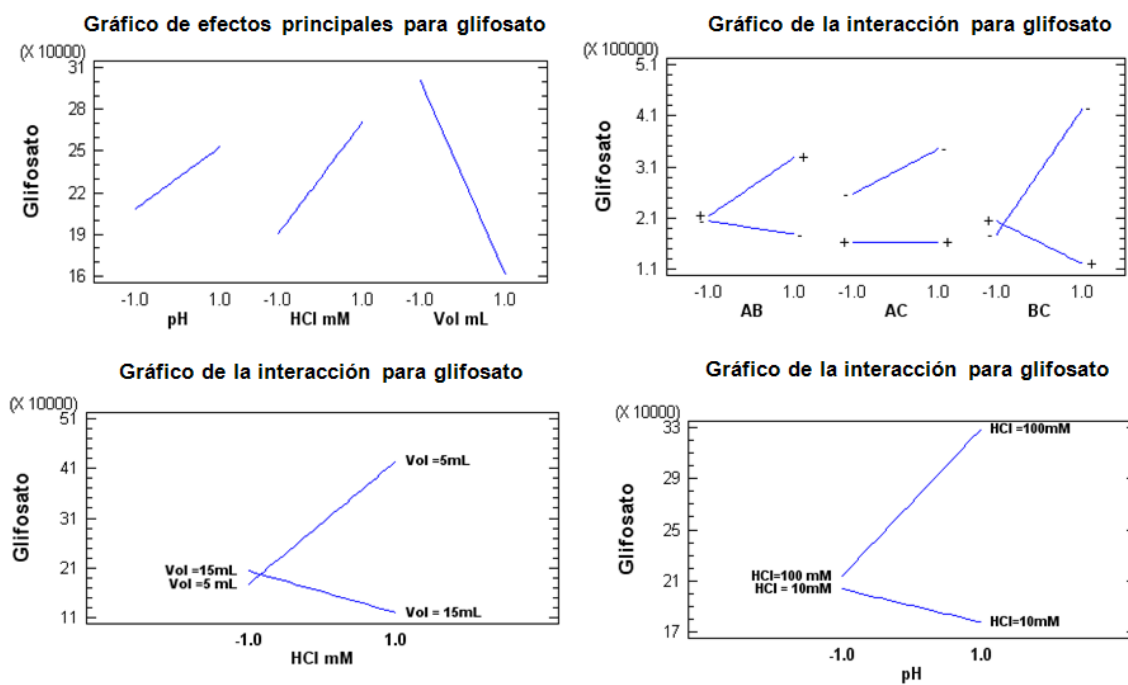 Gráfico de efectos principales para glifosato
(X 10000)
31
28
25
22
19
16
Glifosato
-1.0 1.0 -1.0 1.0 -1.0 1.0
pH HCl mM Vol mL
Gráfico de la interacción para glifosato
(X 100000)
5.1
4.1
3.1
2.1
1.1
Glifosato
+ - + - - + - + + - - +
-1.0 1.0 -1.0 1.0 -1.0 1.0
AB AC BC
Gráfico de la interacción para glifosato
(X 10000)
51
41
31
21
11
Glifosato
Vol =5mL
Vol =15mL
Vol =5 mL
Vol = 15mL
-1.0 1.0
HCl mM
Gráfico de la interacción para glifosato
(X 10000)
33
29
25
21
17
Glifosato
HCl =100mM
HCl=100 mM
HCl = 10mM
HCl=10mM
-1.0 1.0
pH